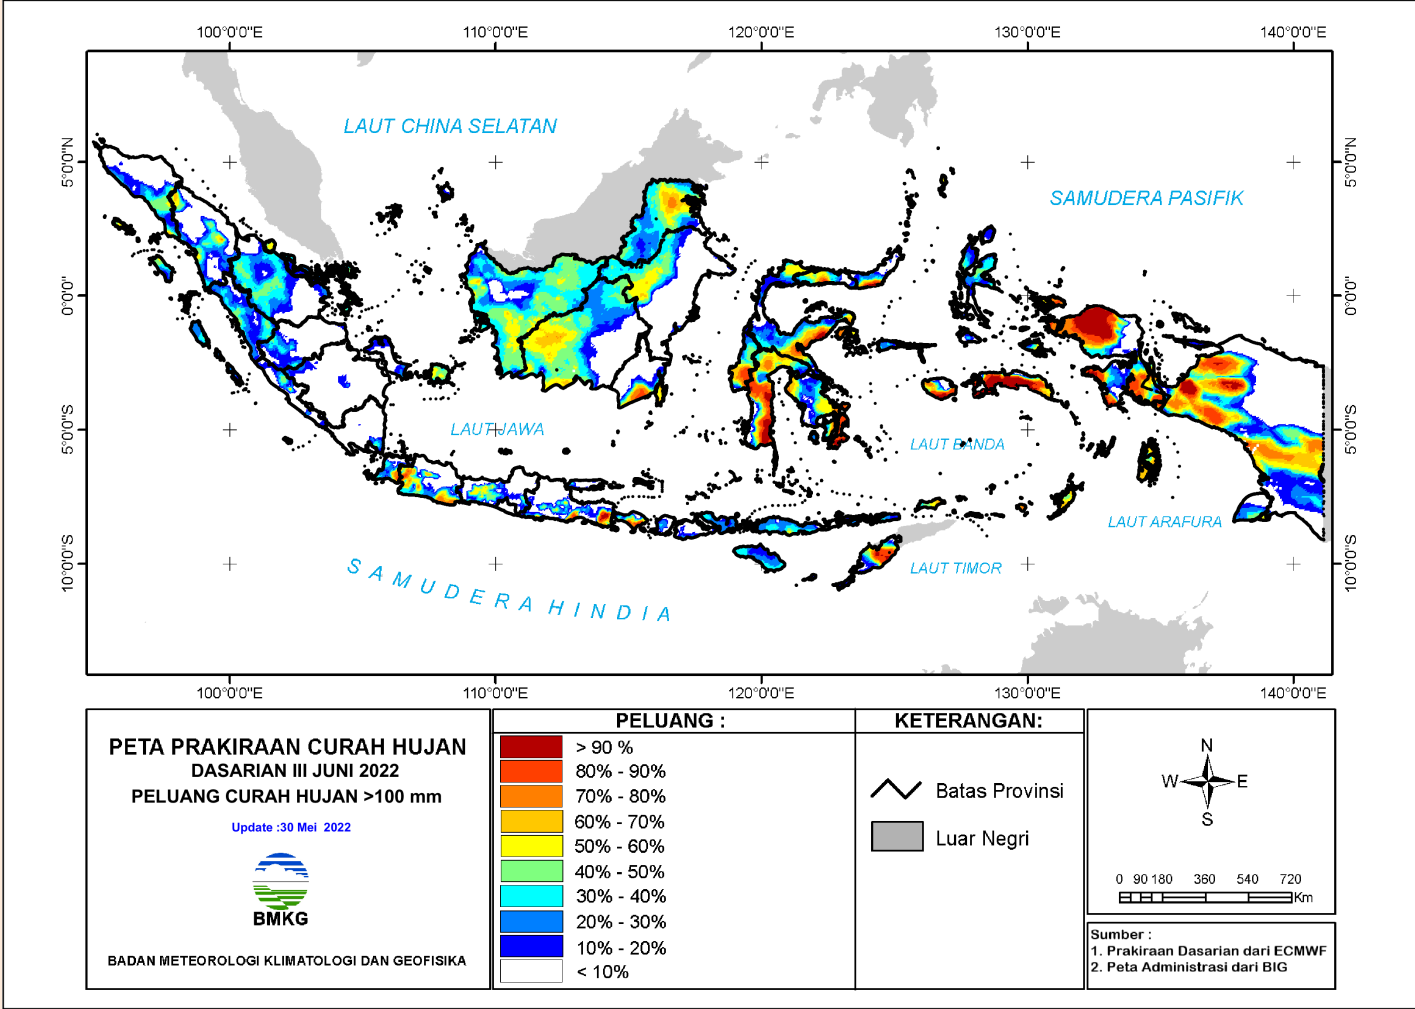 100°0'0"E 110°0'0"E 120°0'0"E 130°0'0"E 140°0'0"E
5°0'0"N
0°0'0"
5°0'0"S
10°0'0"S
5°0'0"N
0°0'0"
5°0'0"S
10°0'0"S
LAUT CHINA SELATAN
SAMUDERA PASIFIK
LAUT JAWA
LAUT BANDA
LAUT ARAFURA
LAUT TIMOR
SAMUDERA HINDIA
100°0'0"E 110°0'0"E 120°0'0"E 130°0'0"E 140°0'0"E
PETA PRAKIRAAN CURAH HUJAN
DASARIAN III JUNI 2022
PELUANG CURAH HUJAN >100 mm
Update :30 Mei 2022
BMKG
BADAN METEOROLOGI KLIMATOLOGI DAN GEOFISIKA
PELUANG :
> 90 %
80% - 90%
70% - 80%
60% - 70%
50% - 60%
40% - 50%
30% - 40%
20% - 30%
10% - 20%
< 10%
KETERANGAN:
Batas Provinsi
Luar Negri
N
W E
S
0 90 180 360 540 720
Km
Sumber :
1. Prakiraan Dasarian dari ECMWF
2. Peta Administrasi dari BIG